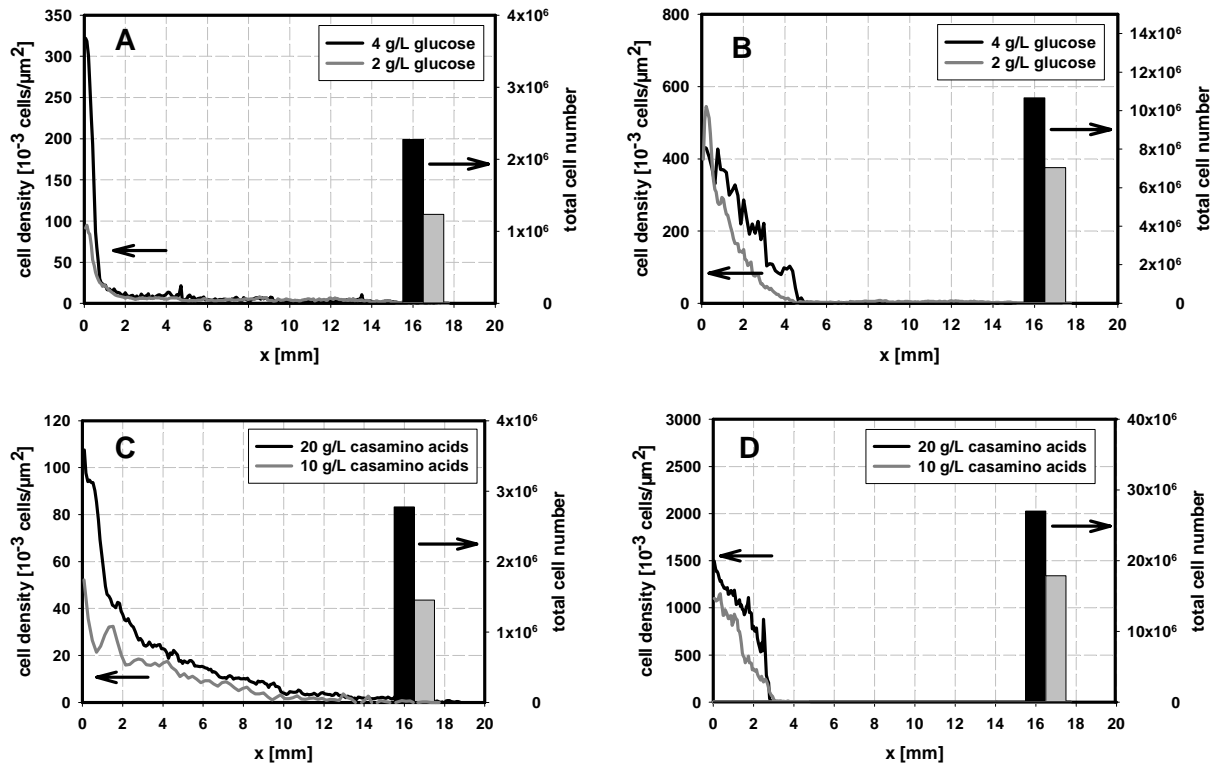 A
4 g/L glucose
2 g/L glucose
cell density [10⁻³ cells/µm²]
350
300
250
200
150
100
50
0
4x10⁶
3x10⁶
2x10⁶
1x10⁶
0
total cell number
0 2 4 6 8 10 12 14 16 18 20
x [mm]
B
4 g/L glucose
2 g/L glucose
cell density [10⁻³ cells/µm²]
800
600
400
200
0
14x10⁶
12x10⁶
10x10⁶
8x10⁶
6x10⁶
4x10⁶
2x10⁶
0
total cell number
0 2 4 6 8 10 12 14 16 18 20
x [mm]
C
20 g/L casamino acids
10 g/L casamino acids
cell density [10⁻³ cells/µm²]
120
100
80
60
40
20
0
4x10⁶
3x10⁶
2x10⁶
1x10⁶
0
total cell number
0 2 4 6 8 10 12 14 16 18 20
x [mm]
D
20 g/L casamino acids
10 g/L casamino acids
cell density [10⁻³ cells/µm²]
3000
2500
2000
1500
1000
500
0
40x10⁶
30x10⁶
20x10⁶
10x10⁶
0
total cell number
0 2 4 6 8 10 12 14 16 18 20
x [mm]